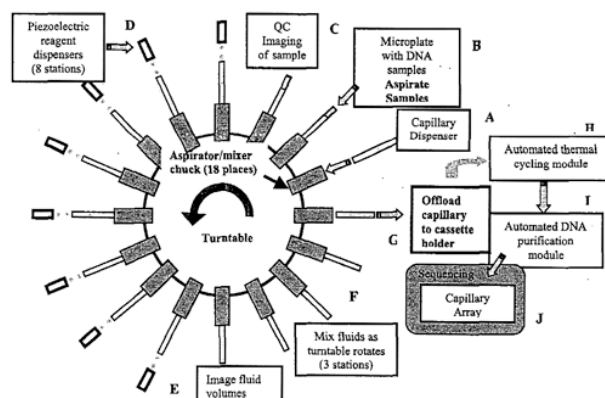 Piezoelectric
reagent
dispensers
(8 stations)
D
QC
Imaging
of sample
C
Microplate
with DNA
samples
Aspirate
Samples
B
Capillary
Dispenser
A
H
Automated thermal
cycling module
Aspirator/mixer
chuck (18 places)
Turntable
Offload
capillary
to cassette
holder
G
I
Automated DNA
purification
module
Sequencing
Capillary
Array
J
F
Mix fluids as
turntable rotates
(3 stations)
E
Image fluid
volumes